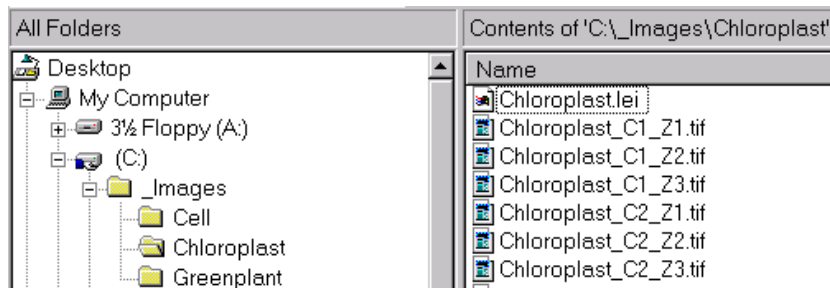 All Folders
Contents of 'C:\_Images\Chloroplast'
Desktop
My Computer
3½ Floppy (A:)
(C:)
_Images
Cell
Chloroplast
Greenplant
Name
Chloroplast.lei
Chloroplast_C1_Z1.tif
Chloroplast_C1_Z2.tif
Chloroplast_C1_Z3.tif
Chloroplast_C2_Z1.tif
Chloroplast_C2_Z2.tif
Chloroplast_C2_Z3.tif